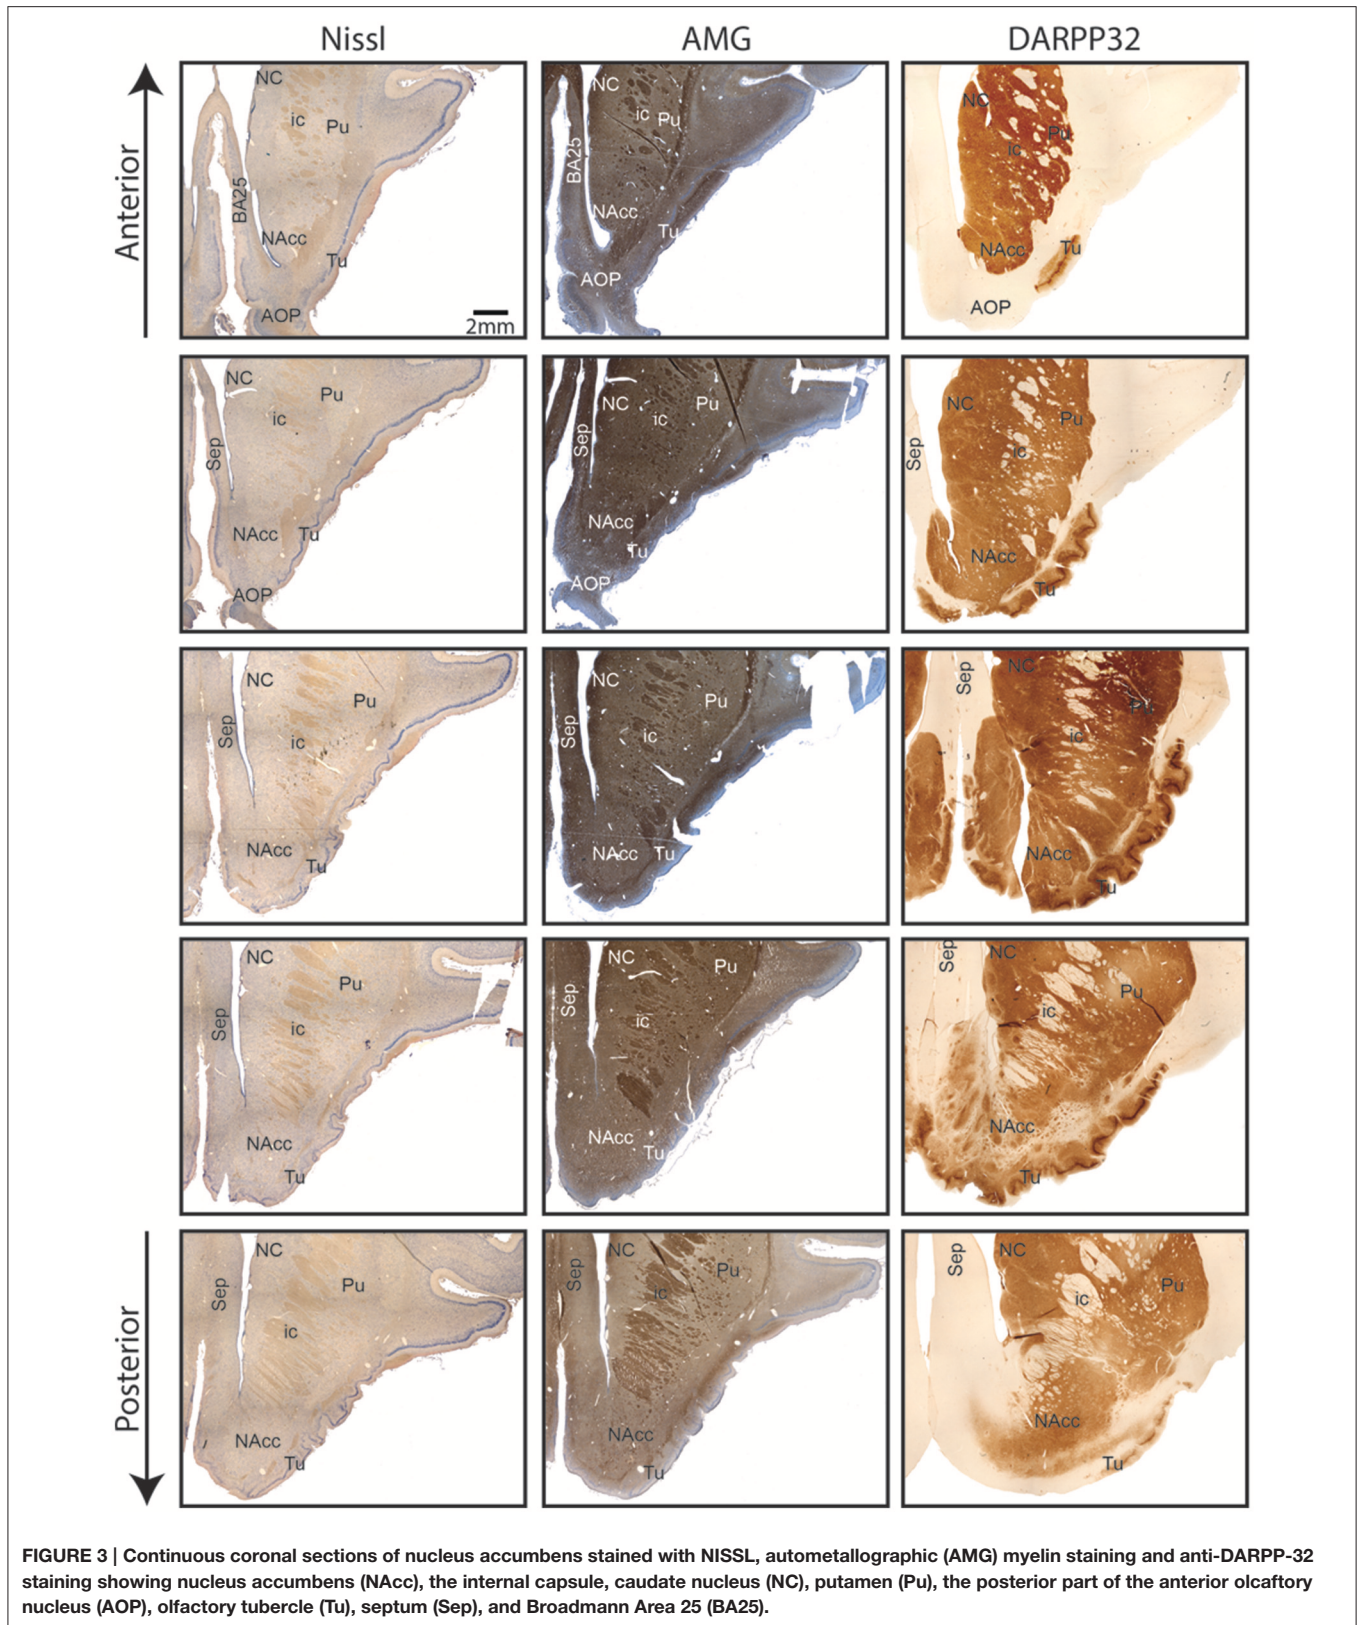 Nissl AMG DARPP32
Anterior
NC ic Pu BA25 NAcc Tu AOP 2mm
NC ic Pu BA25 NAcc Tu AOP
NC Pu ic NAcc Tu AOP
NC Pu ic Sep NAcc Tu AOP
NC Pu ic Sep NAcc Tu AOP
NC Pu ic Sep NAcc Tu
NC Pu Sep ic NAcc Tu
NC Pu Sep ic NAcc Tu
Sep NC Pu ic NAcc Tu
NC Pu Sep ic NAcc Tu
NC Pu Sep ic NAcc Tu
Sep NC Pu ic NAcc Tu
Posterior
NC Pu Sep ic NAcc Tu
NC Pu Sep ic NAcc Tu
Sep NC Pu ic NAcc Tu
FIGURE 3 | Continuous coronal sections of nucleus accumbens stained with NISSL, autometallographic (AMG) myelin staining and anti-DARPP-32
staining showing nucleus accumbens (NAcc), the internal capsule, caudate nucleus (NC), putamen (Pu), the posterior part of the anterior olcaftory
nucleus (AOP), olfactory tubercle (Tu), septum (Sep), and Broadmann Area 25 (BA25).